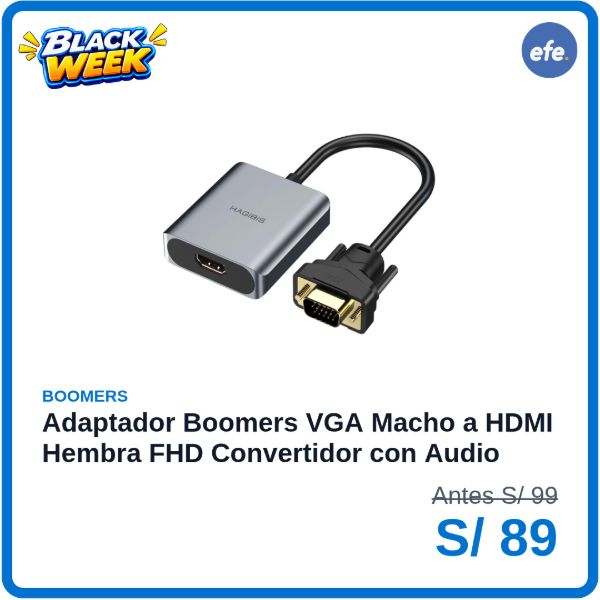 BLACK
WEEK
efe.
HAGIBIS
BOOMERS
Adaptador Boomers VGA Macho a HDMI
Hembra FHD Convertidor con Audio
Antes S/ 99
S/ 89